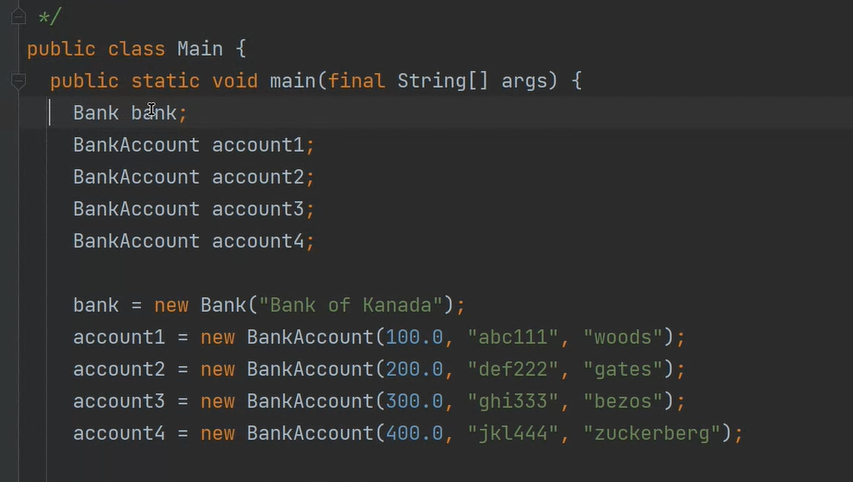 */
public class Main {
public static void main(final String[] args) {
Bank bank;
BankAccount account1;
BankAccount account2;
BankAccount account3;
BankAccount account4;
bank = new Bank("Bank of Kanada");
account1 = new BankAccount(100.0, "abc111", "woods");
account2 = new BankAccount(200.0, "def222", "gates");
account3 = new BankAccount(300.0, "ghi333", "bezos");
account4 = new BankAccount(400.0, "jkl444", "zuckerberg");